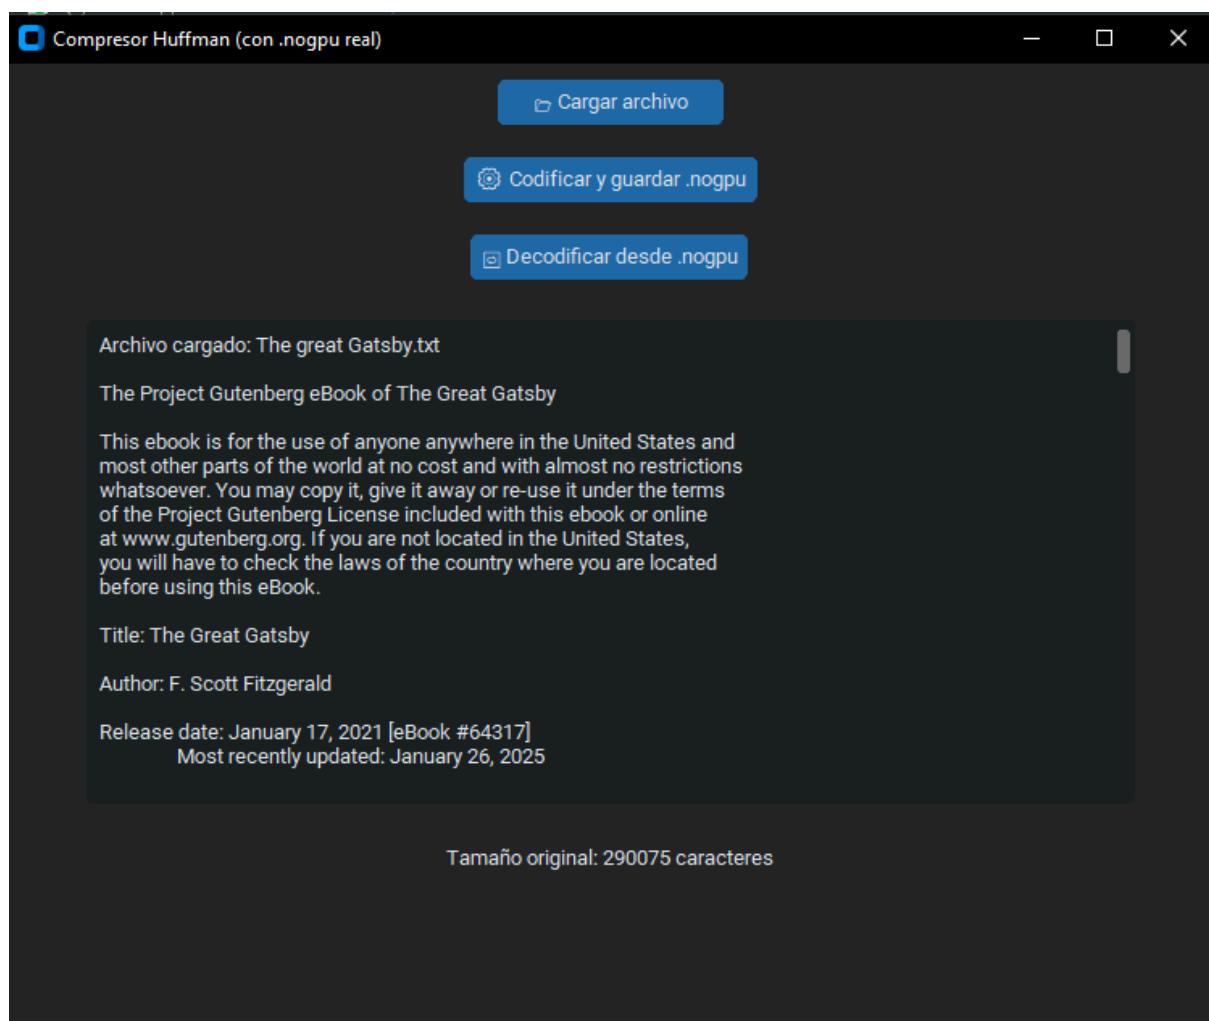 Compresor Huffman (con .nogpu real)
Cargar archivo
Codificar y guardar .nogpu
Decodificar desde .nogpu
Archivo cargado: The great Gatsby.txt
The Project Gutenberg eBook of The Great Gatsby
This ebook is for the use of anyone anywhere in the United States and
most other parts of the world at no cost and with almost no restrictions
whatsoever. You may copy it, give it away or re-use it under the terms
of the Project Gutenberg License included with this ebook or online
at www.gutenberg.org. If you are not located in the United States,
you will have to check the laws of the country where you are located
before using this eBook.
Title: The Great Gatsby
Author: F. Scott Fitzgerald
Release date: January 17, 2021 [eBook #64317]
Most recently updated: January 26, 2025
Tamaño original: 290075 caracteres